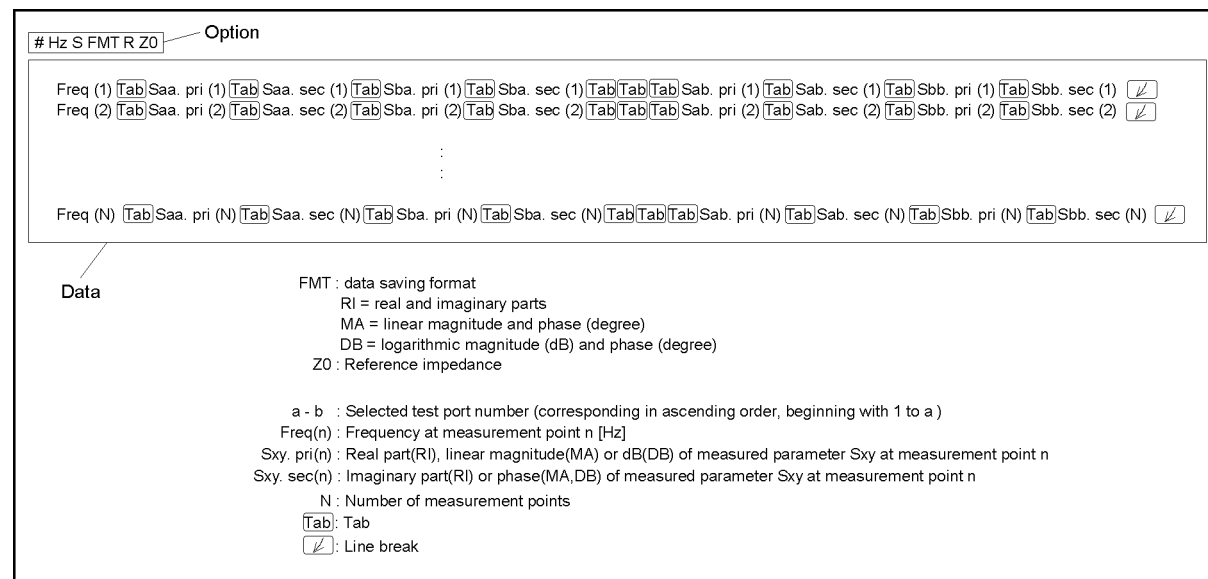 # Hz S FMT R Z0
Option
Freq (1) Tab Saa. pri (1) Tab Saa. sec (1) Tab Sba. pri (1) Tab Sba. sec (1) Tab Tab Tab Sab. pri (1) Tab Sab. sec (1) Tab Sbb. pri (1) Tab Sbb. sec (1)
Freq (2) Tab Saa. pri (2) Tab Saa. sec (2) Tab Sba. pri (2) Tab Sba. sec (2) Tab Tab Tab Sab. pri (2) Tab Sab. sec (2) Tab Sbb. pri (2) Tab Sbb. sec (2)
:
:
Freq (N) Tab Saa. pri (N) Tab Saa. sec (N) Tab Sba. pri (N) Tab Sba. sec (N) Tab Tab Tab Sab. pri (N) Tab Sab. sec (N) Tab Sbb. pri (N) Tab Sbb. sec (N)
Data
FMT : data saving format
RI = real and imaginary parts
MA = linear magnitude and phase (degree)
DB = logarithmic magnitude (dB) and phase (degree)
Z0 : Reference impedance
a - b : Selected test port number (corresponding in ascending order, beginning with 1 to a )
Freq(n) : Frequency at measurement point n [Hz]
Sxy. pri(n) : Real part(RI), linear magnitude(MA) or dB(DB) of measured parameter Sxy at measurement point n
Sxy. sec(n) : Imaginary part(RI) or phase(MA,DB) of measured parameter Sxy at measurement point n
N : Number of measurement points
Tab : Tab
: Line break